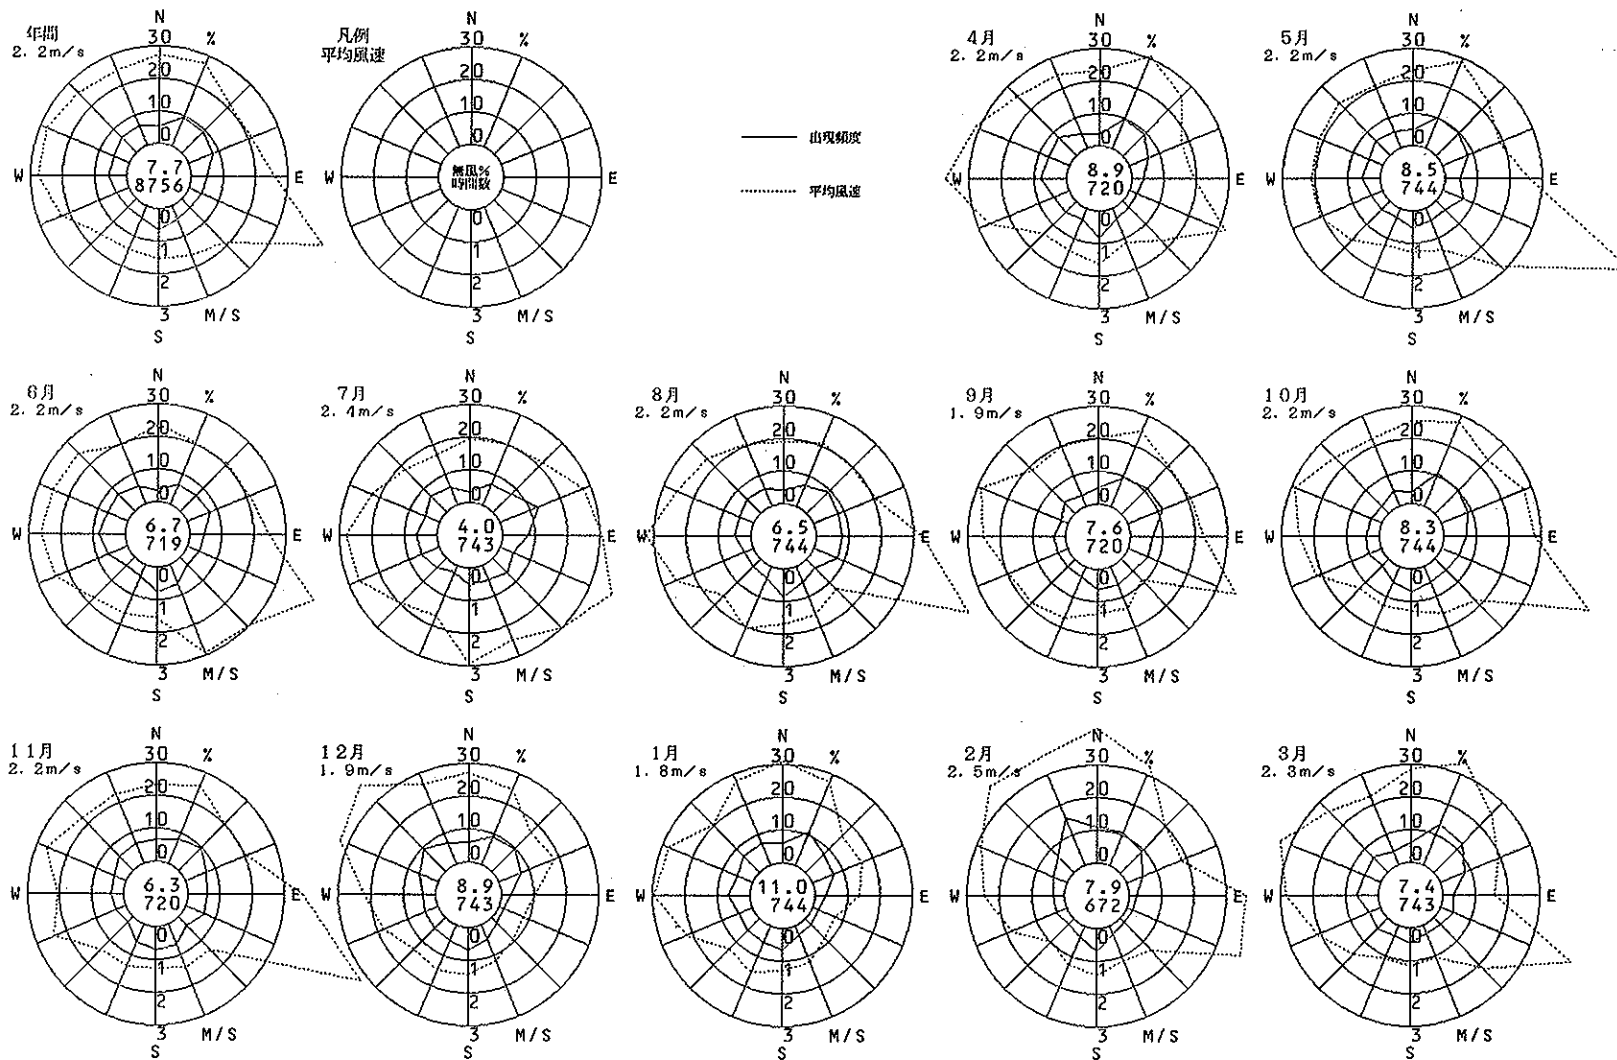 年間
2.2m/s
N
30 %
20
10
0
W
7.7
8756
E
0
1
2
3 M/S
S
凡例
平均風速
N
30 %
20
10
0
W
無風%
時間数
E
0
1
2
3 M/S
S
出現頻度
平均風速
4月
2.2m/s
N
30 %
20
10
0
W
8.9
720
E
0
1
2
3 M/S
S
5月
2.2m/s
N
30 %
20
10
0
W
8.5
744
E
0
1
2
3 M/S
S
6月
2.2m/s
N
30 %
20
10
0
W
6.7
719
E
0
1
2
3 M/S
S
7月
2.4m/s
N
30 %
20
10
0
W
4.0
743
E
0
1
2
3 M/S
S
8月
2.2m/s
N
30 %
20
10
0
W
6.5
744
E
0
1
2
3 M/S
S
9月
1.9m/s
N
30 %
20
10
0
W
7.6
720
E
0
1
2
3 M/S
S
10月
2.2m/s
N
30 %
20
10
0
W
8.3
744
E
0
1
2
3 M/S
S
11月
2.2m/s
N
30 %
20
10
0
W
6.3
720
E
0
1
2
3 M/S
S
12月
1.9m/s
N
30 %
20
10
0
W
8.9
743
E
0
1
2
3 M/S
S
1月
1.8m/s
N
30 %
20
10
0
W
11.0
744
E
0
1
2
3 M/S
S
2月
2.5m/s
N
30 %
20
10
0
W
7.9
672
E
0
1
2
3 M/S
S
3月
2.3m/s
N
30 %
20
10
0
W
7.4
743
E
0
1
2
3 M/S
S